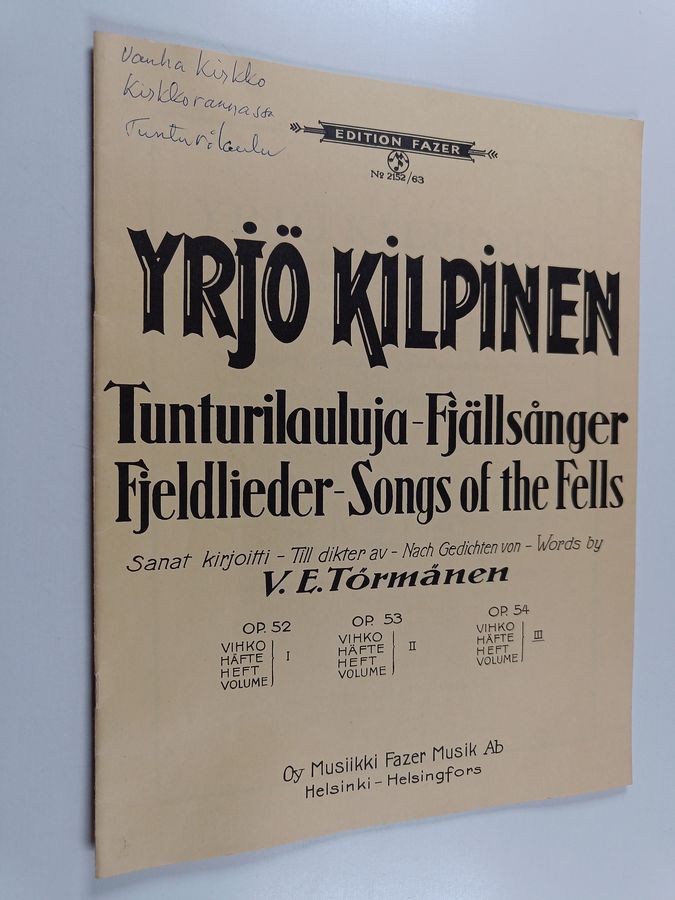 Vanha Kirkko
Kirkkorannassa
Tunturilaulu
EDITION FAZER
No 2152/63
YRJÖ KILPINEN
Tunturilauluja - Fjällsånger
Fjeldlieder - Songs of the Fells
Sanat kirjoitti - Till dikter av - Nach Gedichten von - Words by
V. E. Törmänen
OP. 52
VIHKO
HÄFTE
HEFT
VOLUME
I
OP. 53
VIHKO
HÄFTE
HEFT
VOLUME
II
OP. 54
VIHKO
HÄFTE
HEFT
VOLUME
III
Oy Musiikki Fazer Musik Ab
Helsinki - Helsingfors